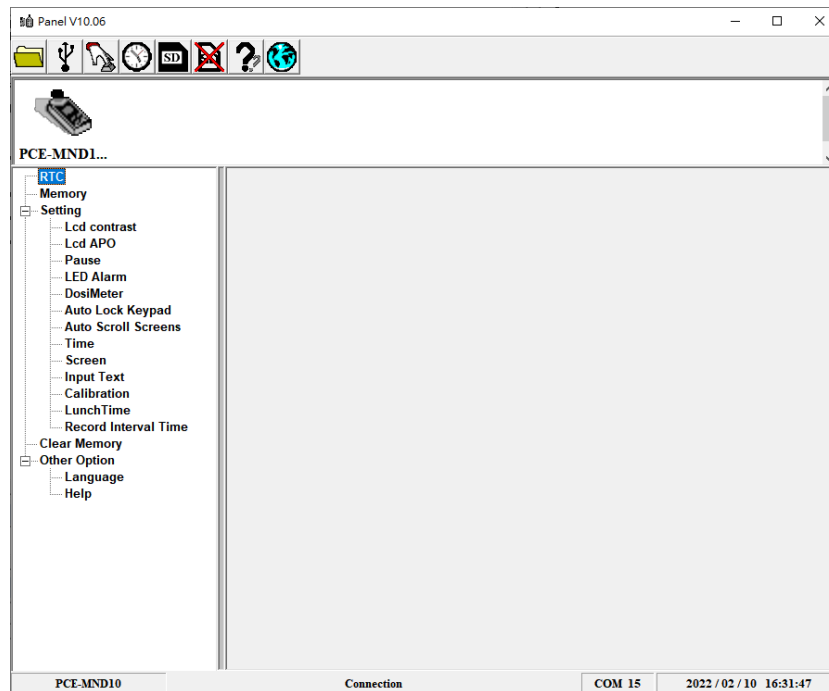 Panel V10.06
SD
PCE-MND1...
RTC
Memory
Setting
Lcd contrast
Lcd APO
Pause
LED Alarm
DosiMeter
Auto Lock Keypad
Auto Scroll Screens
Time
Screen
Input Text
Calibration
LunchTime
Record Interval Time
Clear Memory
Other Option
Language
Help
PCE-MND10 Connection COM 15 2022 / 02 / 10 16:31:47